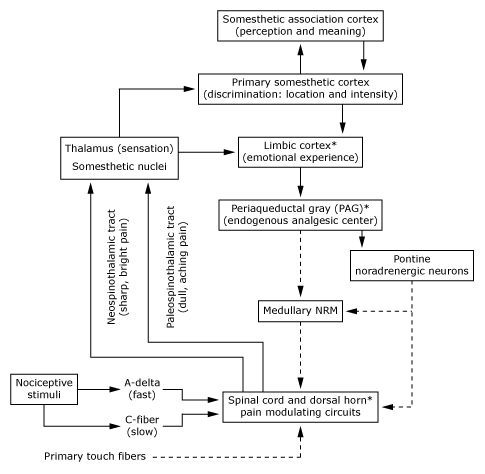 Somesthetic association cortex
(perception and meaning)
Primary somesthetic cortex
(discrimination: location and intensity)
Thalamus (sensation)
Somesthetic nuclei
Limbic cortex*
(emotional experience)
Periaqueductal gray (PAG)*
(endogenous analgesic center)
Neospinothalamic tract
(sharp, bright pain)
Paleospinothalamic tract
(dull, aching pain)
Pontine
noradrenergic neurons
Medullary NRM
Nociceptive
stimuli
A-delta
(fast)
C-fiber
(slow)
Spinal cord and dorsal horn*
pain modulating circuits
Primary touch fibers